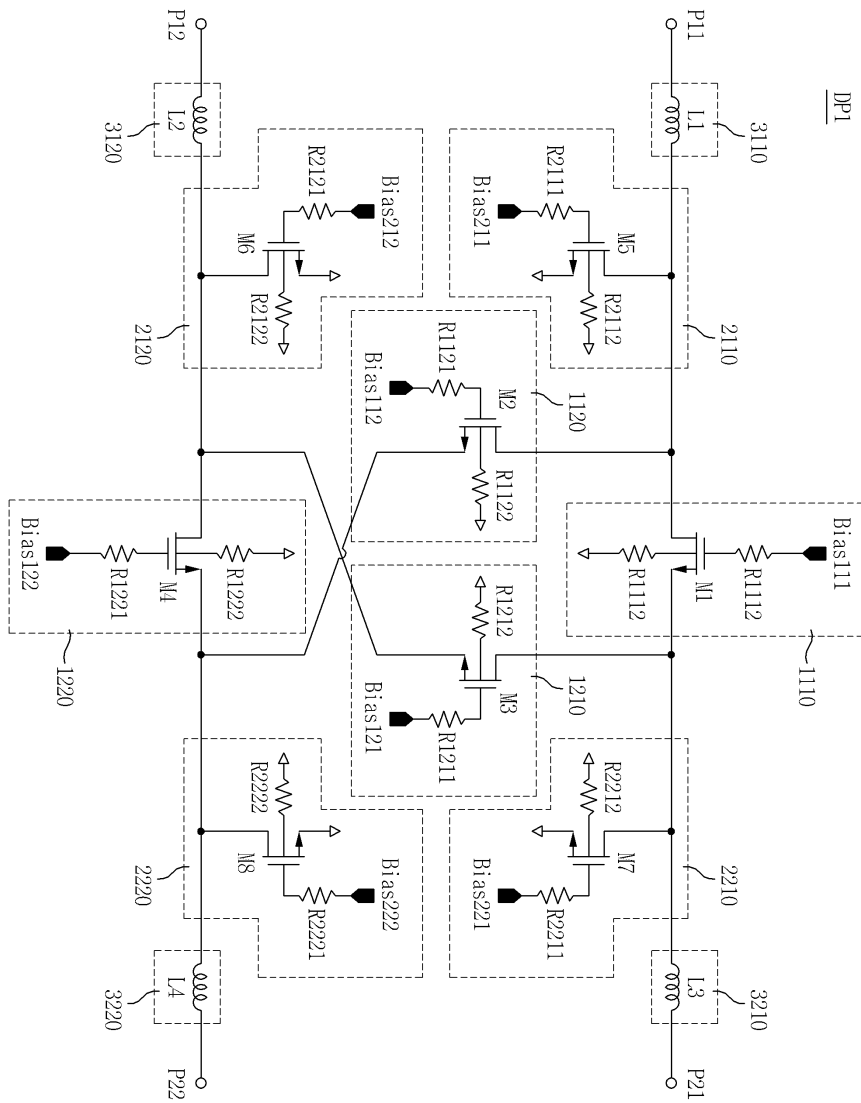 DP1
Bias111
3110
2110
R1112
1110
2210
3210
M1
P11
L1
L3
P21
R1112
M5
R2112
R2212
M7
R2111
R2211
1120
1210
Bias211
Bias221
M2
R1122
R1212
M3
R1121
R1211
Bias112
Bias121
Bias212
Bias222
R2121
R2221
R2122
R2222
M6
M8
R1222
P12
L2
L4
P22
M4
2120
2220
R1221
3120
3220
1220
Bias122